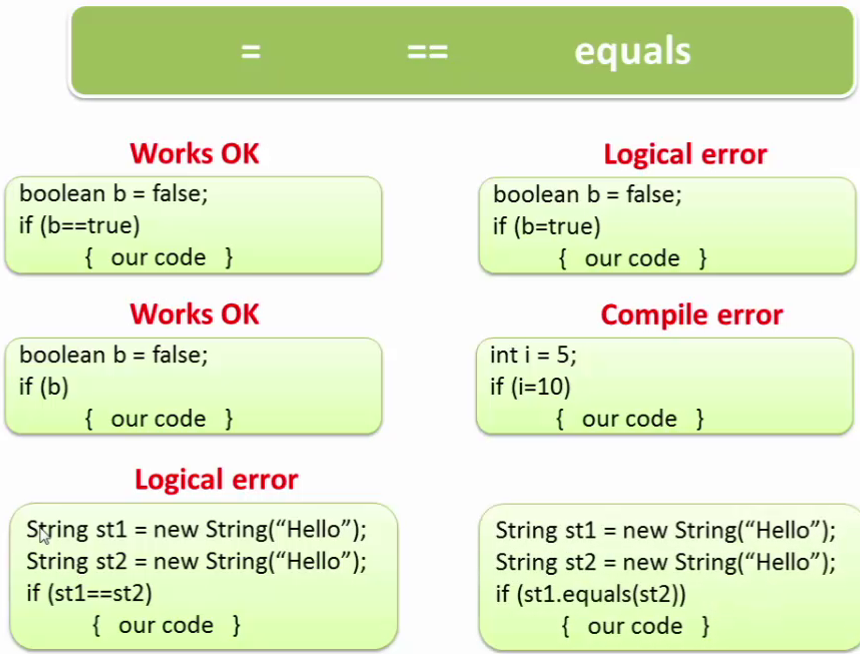 = == equals
Works OK
boolean b = false;
if (b==true)
{ our code }
Logical error
boolean b = false;
if (b=true)
{ our code }
Works OK
boolean b = false;
if (b)
{ our code }
Compile error
int i = 5;
if (i=10)
{ our code }
Logical error
String st1 = new String(“Hello”);
String st2 = new String(“Hello”);
if (st1==st2)
{ our code }
String st1 = new String(“Hello”);
String st2 = new String(“Hello”);
if (st1.equals(st2))
{ our code }